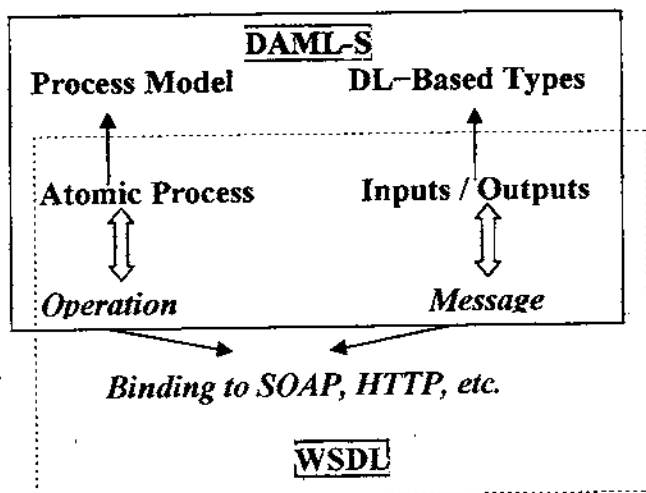 DAML-S
Process Model DL-Based Types
Atomic Process Inputs / Outputs
Operation Message
Binding to SOAP, HTTP, etc.
WSDL